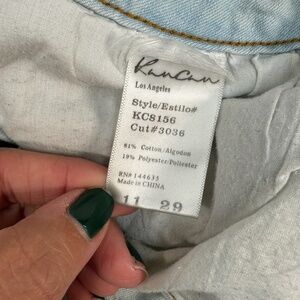 KanCan
Los Angeles
Style/Estilo#
KC8156
Cut#3036
81% Cotton/Algodon
19% Polyester/Poliester
RN# 144635
Made in CHINA
11 29